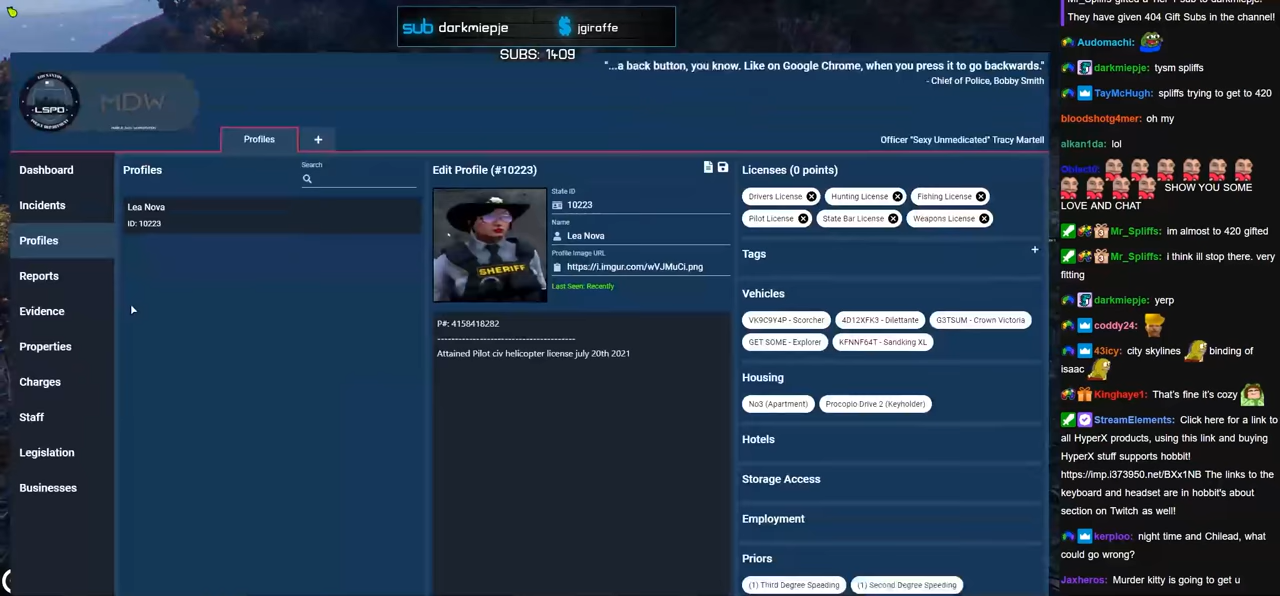 sub darkmiepje $ jgiraffe
SUBS: 1409
"...a back button, you know. Like on Google Chrome, when you press it to go backwards."
- Chief of Police, Bobby Smith
LSPD
MDW
Profiles
+
Officer "Sexy Unmedicated" Tracy Martell
Dashboard
Incidents
Profiles
Reports
Evidence
Properties
Charges
Staff
Legislation
Businesses
Profiles
Search
Lea Nova
ID: 10223
Edit Profile (#10223)
SHERIFF
State ID
10223
Name
Lea Nova
Profile Image URL
https://i.imgur.com/wVJMuCi.png
Last Seen: Recently
P#: 4158418282
----------------------------------------
Attained Pilot civ helicopter license july 20th 2021
Licenses (0 points)
Drivers License
Hunting License
Fishing License
Pilot License
State Bar License
Weapons License
Tags
+
Vehicles
VK9C9Y4P - Scorcher
4D12XFK3 - Dilettante
G3TSUM - Crown Victoria
GET SOME - Explorer
KFNNF64T - Sandking XL
Housing
No3 (Apartment)
Procopio Drive 2 (Keyholder)
Hotels
Storage Access
Employment
Priors
(1) Third Degree Speeding
(1) Second Degree Speeding
Mr_Spliffs gifted a Tier 1 sub to darkmiepje!
They have given 404 Gift Subs in the channel!
Audomachi:
darkmiepje: tysm spliffs
TayMcHugh: spliffs trying to get to 420
bloodshotg4mer: oh my
alkan1da: lol
SHOW YOU SOME
LOVE AND CHAT
Mr_Spliffs: im almost to 420 gifted
Mr_Spliffs: i think ill stop there. very
fitting
darkmiepje: yerp
coddy24:
43icy: city skylines binding of
isaac
Kinghaye1: That's fine it's cozy
StreamElements: Click here for a link to
all HyperX products, using this link and buying
HyperX stuff supports hobbit!
https://imp.i373950.net/BXx1NB The links to the
keyboard and headset are in hobbit's about
section on Twitch as well!
kerploo: night time and Chilead, what
could go wrong?
Jaxheros: Murder kitty is going to get u